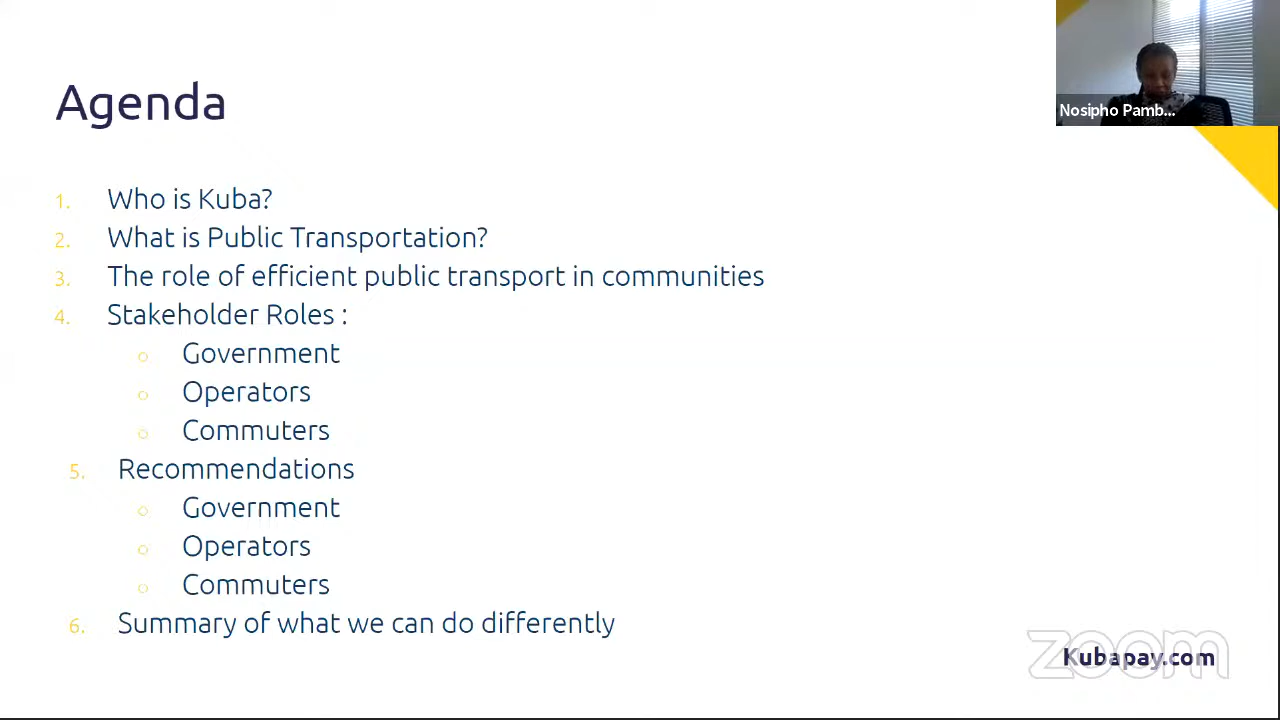 Agenda
Nosipho Pamb...
1. Who is Kuba?
2. What is Public Transportation?
3. The role of efficient public transport in communities
4. Stakeholder Roles :
○ Government
○ Operators
○ Commuters
5. Recommendations
○ Government
○ Operators
○ Commuters
6. Summary of what we can do differently
zoom
Kubapay.com